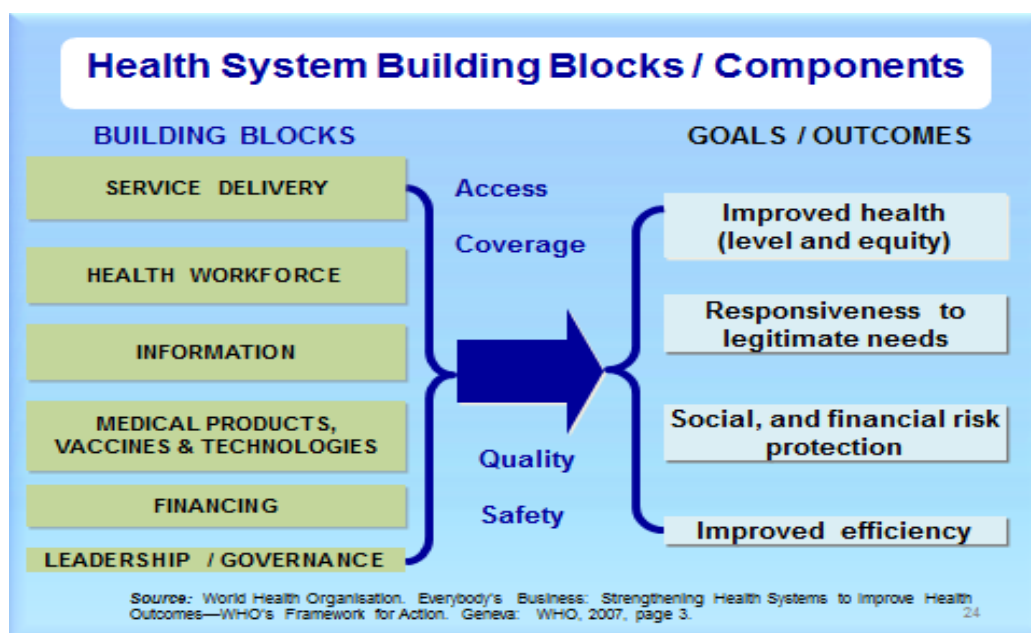 Health System Building Blocks / Components
BUILDING BLOCKS
SERVICE DELIVERY
HEALTH WORKFORCE
INFORMATION
MEDICAL PRODUCTS,
VACCINES & TECHNOLOGIES
FINANCING
LEADERSHIP / GOVERNANCE
Access
Coverage
Quality
Safety
GOALS / OUTCOMES
Improved health
(level and equity)
Responsiveness to
legitimate needs
Social, and financial risk
protection
Improved efficiency
Source: World Health Organisation. Everybody's Business: Strengthening Health Systems to Improve Health
Outcomes—WHO's Framework for Action. Geneva: WHO, 2007, page 3.
24